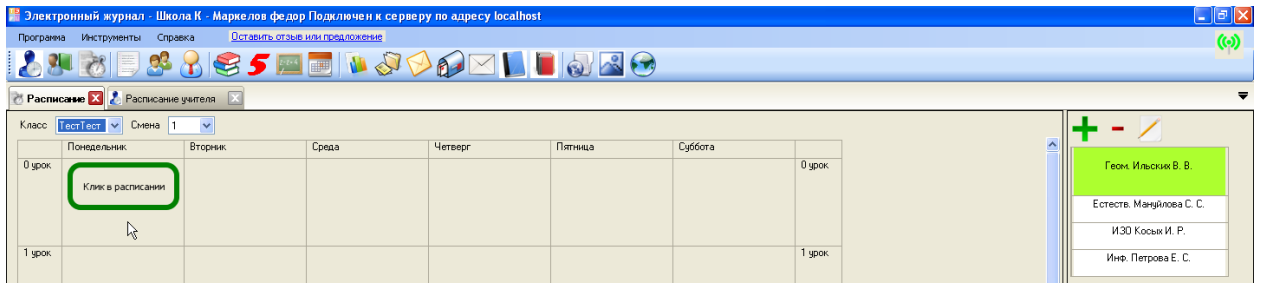 Электронный журнал - Школа К - Маркелов федор Подключен к серверу по адресу localhost
Программа Инструменты Справка Оставить отзыв или предложение
5
Расписание Расписание учителя
Класс ТестТест Смена 1
Понедельник Вторник Среда Четверг Пятница Суббота
0 урок Клик в расписании 0 урок
1 урок 1 урок
Геом. Ильских В. В.
Естеств. Мануйлова С. С.
ИЗО Косых И. Р.
Инф. Петрова Е. С.